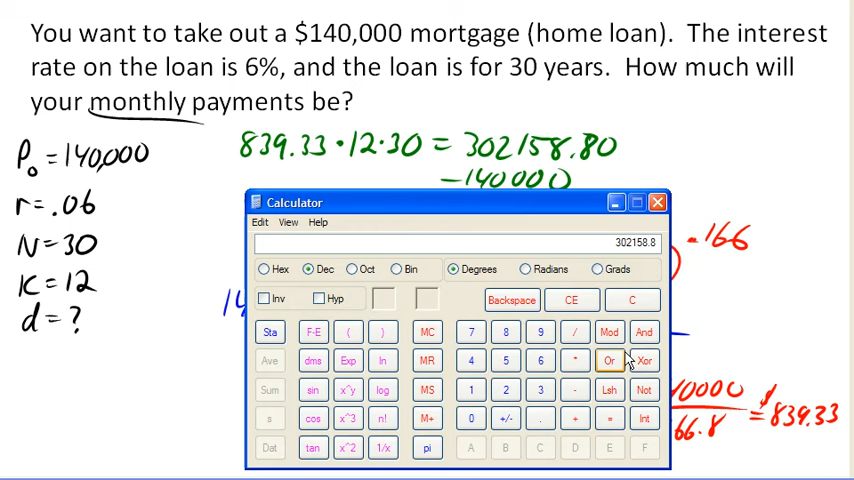 You want to take out a $140,000 mortgage (home loan). The interest
rate on the loan is 6%, and the loan is for 30 years. How much will
your monthly payments be?
P₀ = 140,000
r = .06
N = 30
K = 12
d = ?
839.33 · 12 · 30 = 302158.80
- 140000
Calculator
Edit View Help
302158.8
Hex Dec Oct Bin Degrees Radians Grads
Inv Hyp Backspace CE C
Sta F-E ( ) MC 7 8 9 / Mod And
Ave dms Exp ln MR 4 5 6 * Or Xor
Sum sin x^y log MS 1 2 3 - Lsh Not
s cos x^3 n! M+ 0 +/- . + = Int
Dat tan x^2 1/x pi A B C D E F
.166
0000
66.8
= $839.33